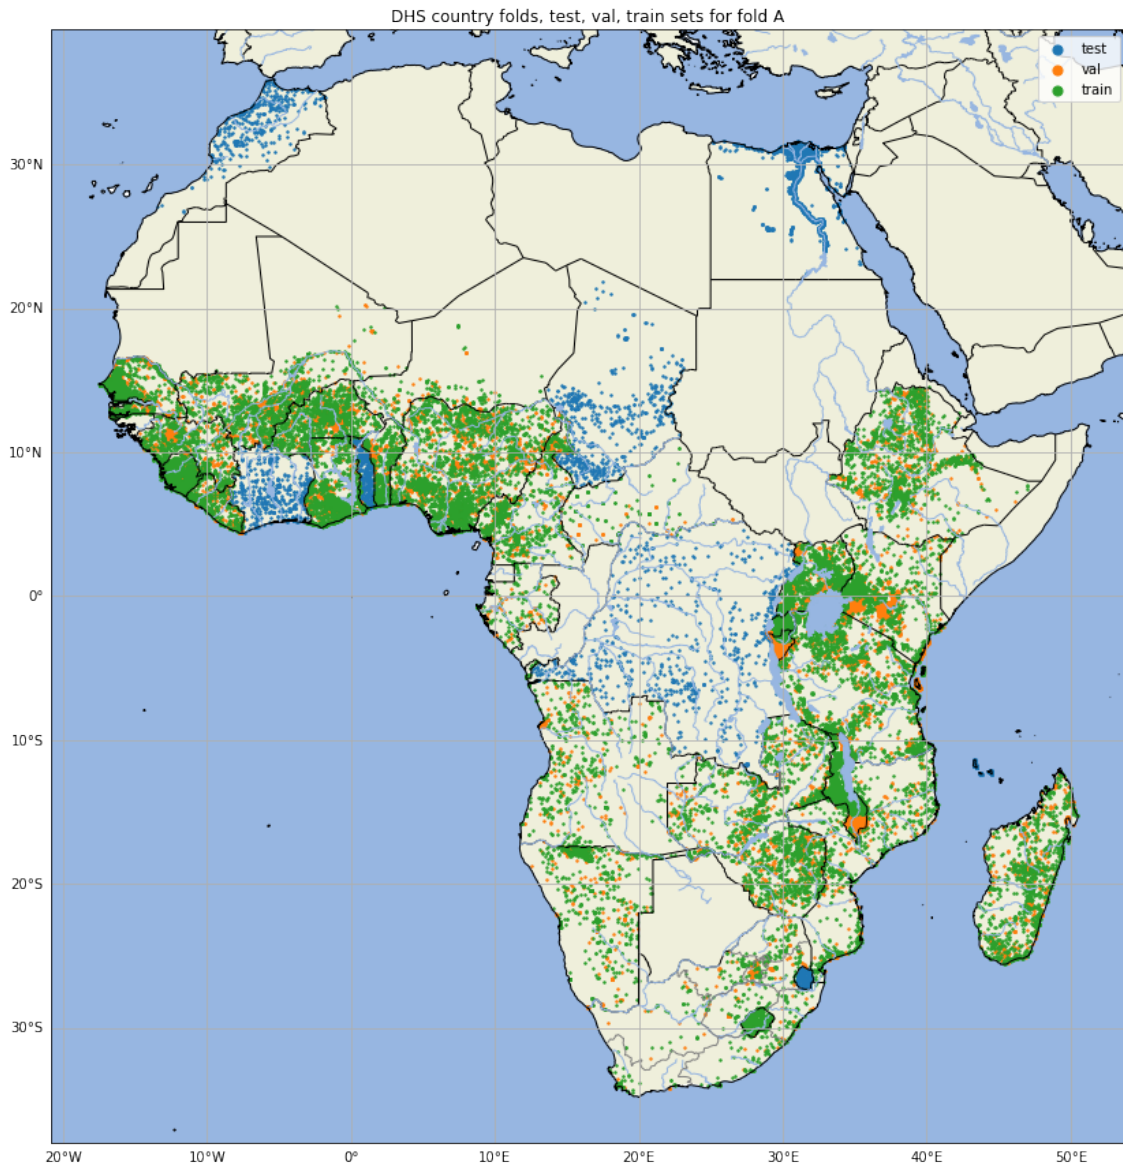 DHS country folds, test, val, train sets for fold A
test
val
train
30°N
20°N
10°N
0°
10°S
20°S
30°S
20°W
10°W
0°
10°E
20°E
30°E
40°E
50°E